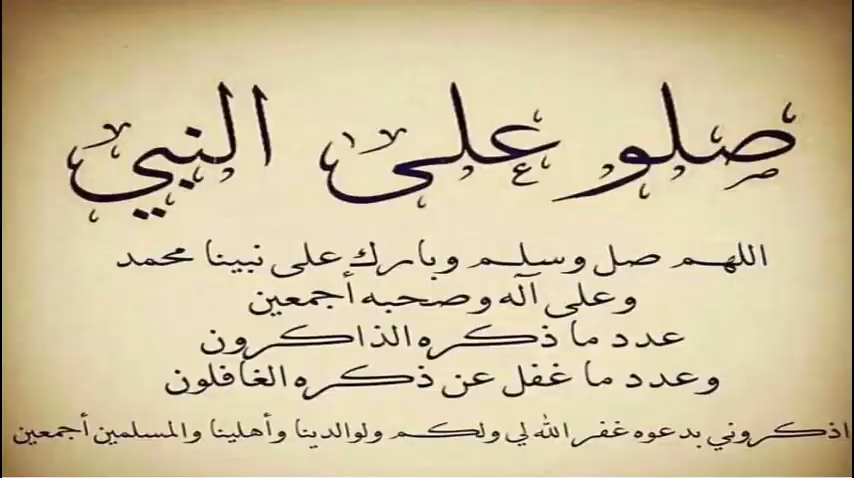 صلو على النبي
اللهم صل وسلم وبارك على نبينا محمد
وعلى آله وصحبه أجمعين
عدد ما ذكره الذاكرون
وعدد ما غفل عن ذكره الغافلون
اذكروني بدعوه غفر الله لي ولكم ولوالدينا وأهلينا والمسلمين أجمعين